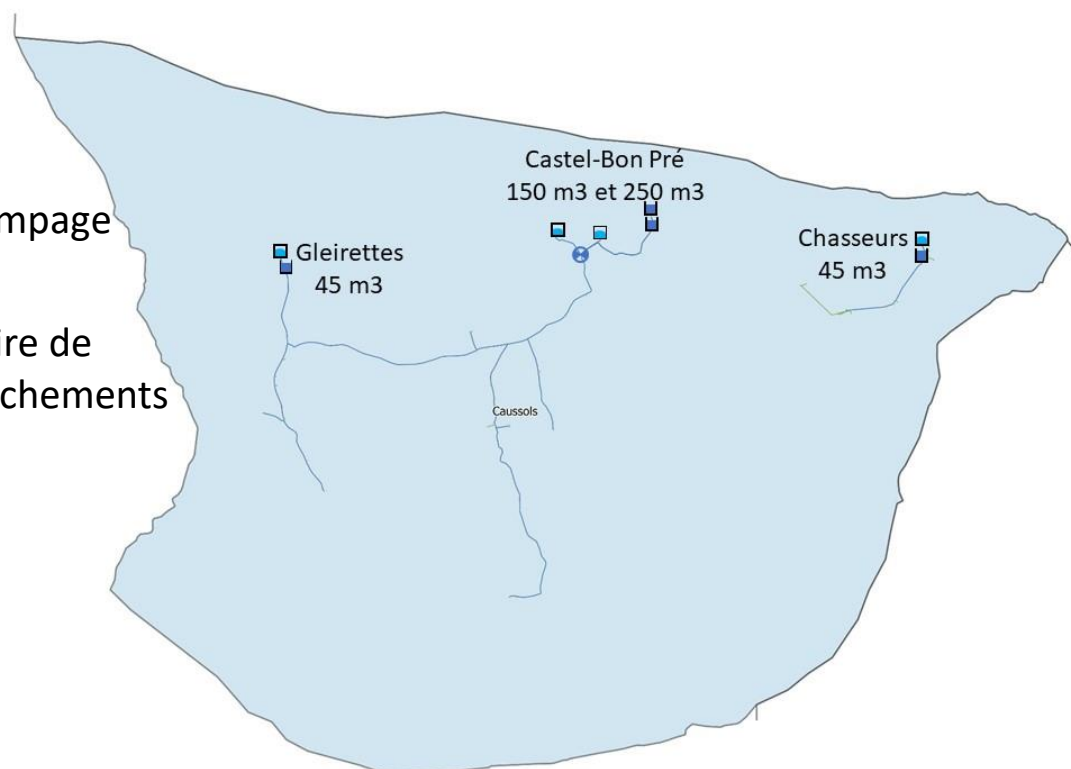 Castel-Bon Pré
150 m3 et 250 m3
mpage
Gleirettes
45 m3
Chasseurs
45 m3
ire de
chements
Caussols